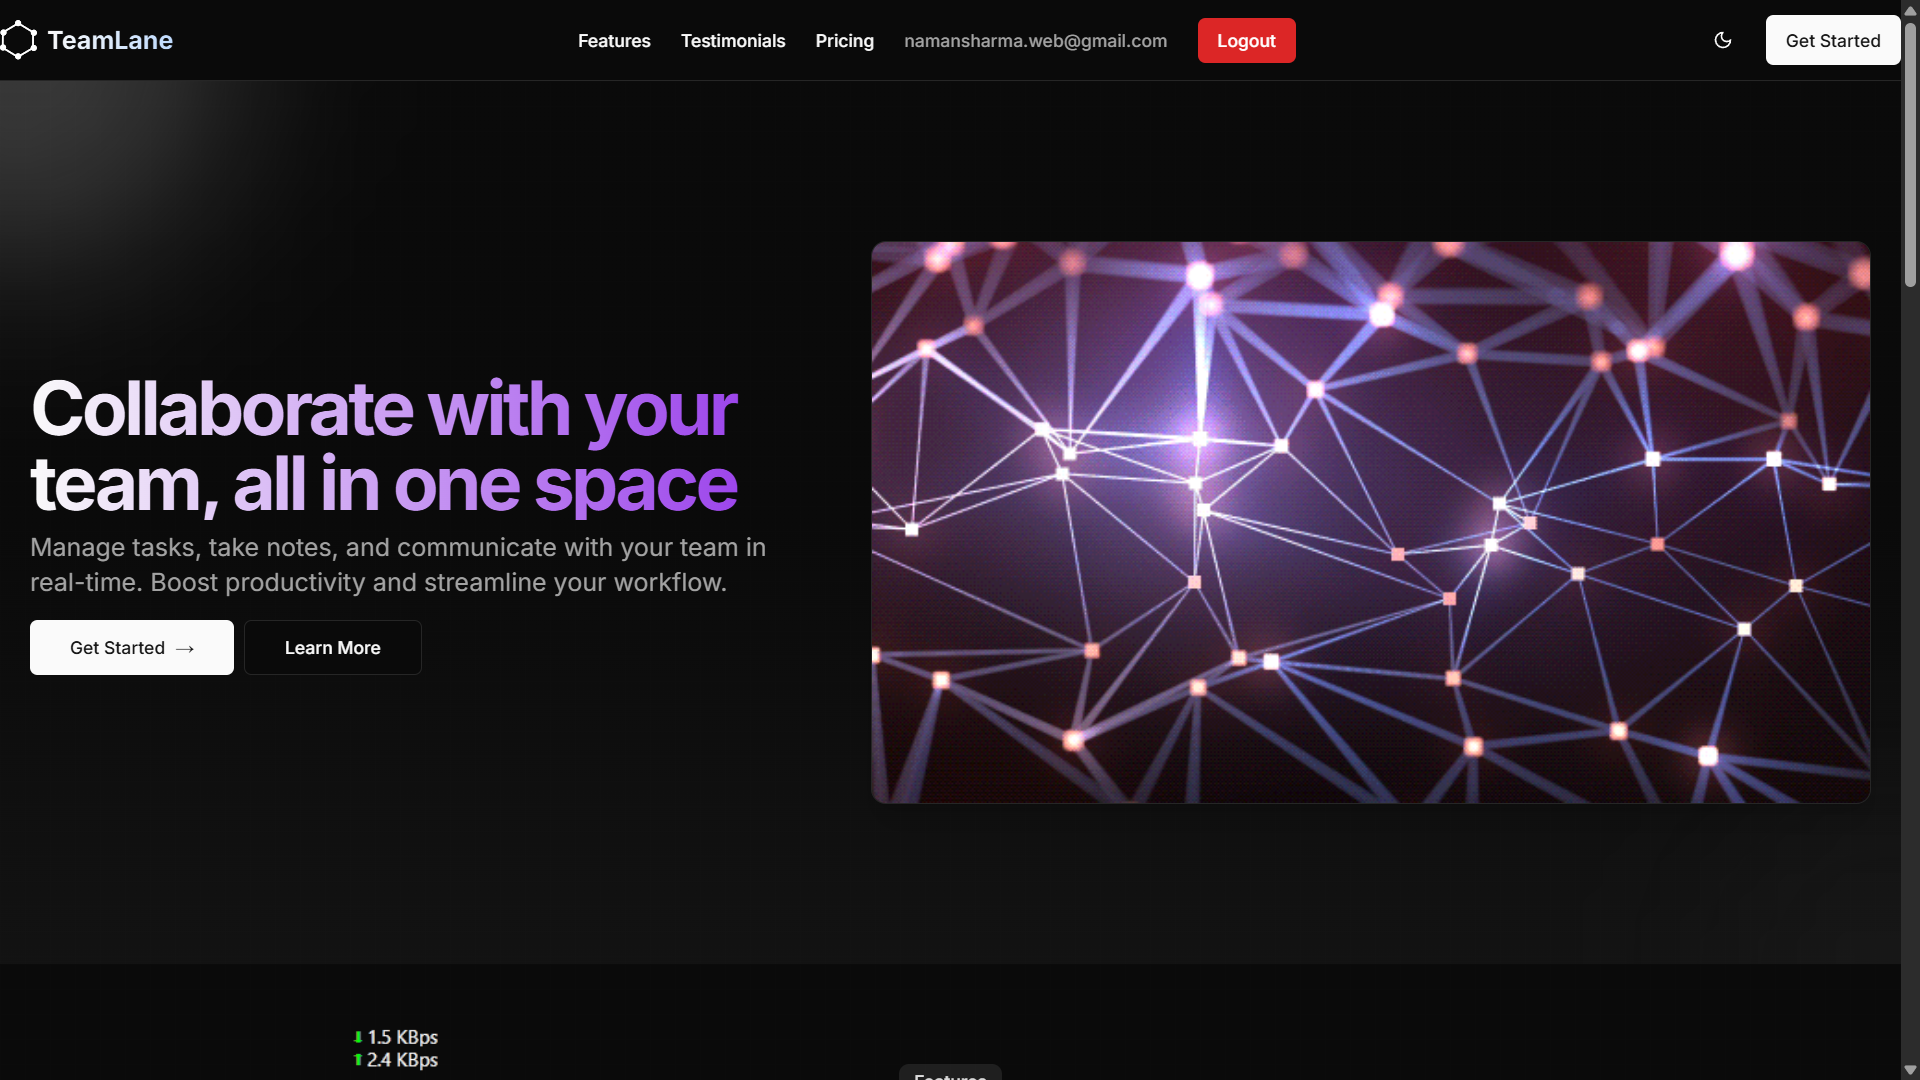 TeamLane
Features
Testimonials
Pricing
namansharma.web@gmail.com
Logout
Get Started
Collaborate with your
team, all in one space
Manage tasks, take notes, and communicate with your team in
real-time. Boost productivity and streamline your workflow.
Get Started →
Learn More
1.5 KBps
2.4 KBps
Features